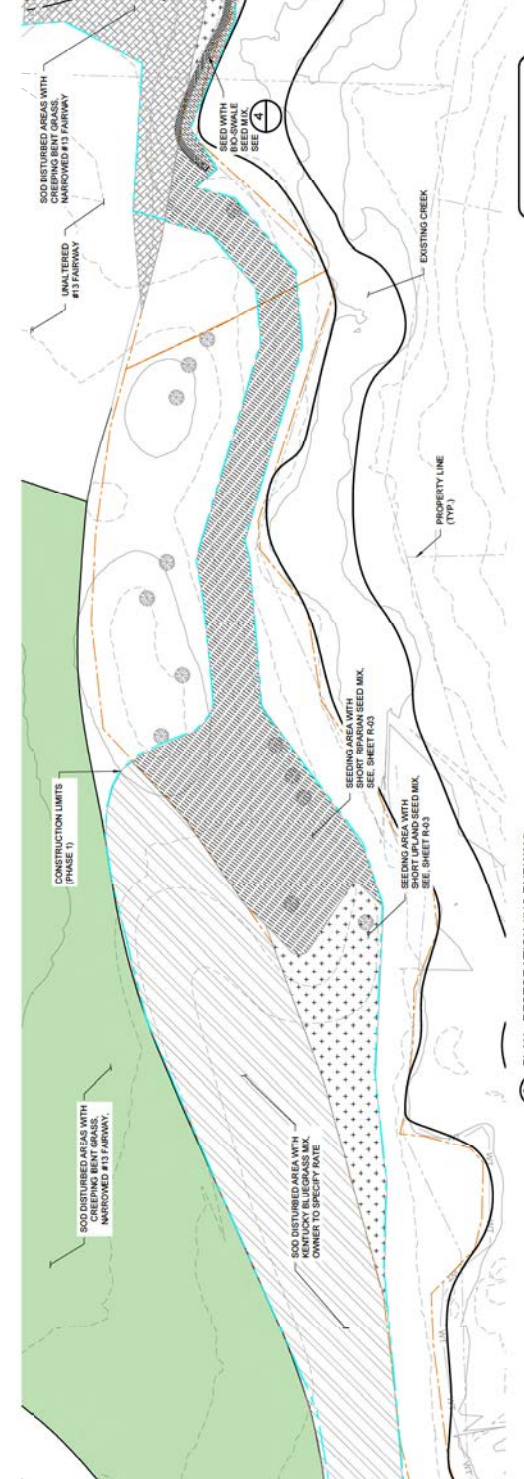 SOD DISTURBED AREAS WITH
CREEPING BENT GRASS,
NARROWED #13 FAIRWAY,
SOD DISTURBED AREA WITH
KENTUCKY BLUEGRASS MIX,
OWNER TO SPECIFY RATE
CONSTRUCTION LIMITS
(PHASE 1)
SEEDING AREA WITH
SHORT UPLAND SEED MIX,
SEE, SHEET R-03
SEEDING AREA WITH
SHORT RIPARIAN SEED MIX,
SEE, SHEET R-03
PROPERTY LINE
(TYP.)
UNALTERED
#13 FAIRWAY
SOD DISTURBED AREAS WITH
CREEPING BENT GRASS,
NARROWED #13 FAIRWAY
SEED WITH
BIO-SWALE
SEED MIX,
SEE
4
EXISTING CREEK